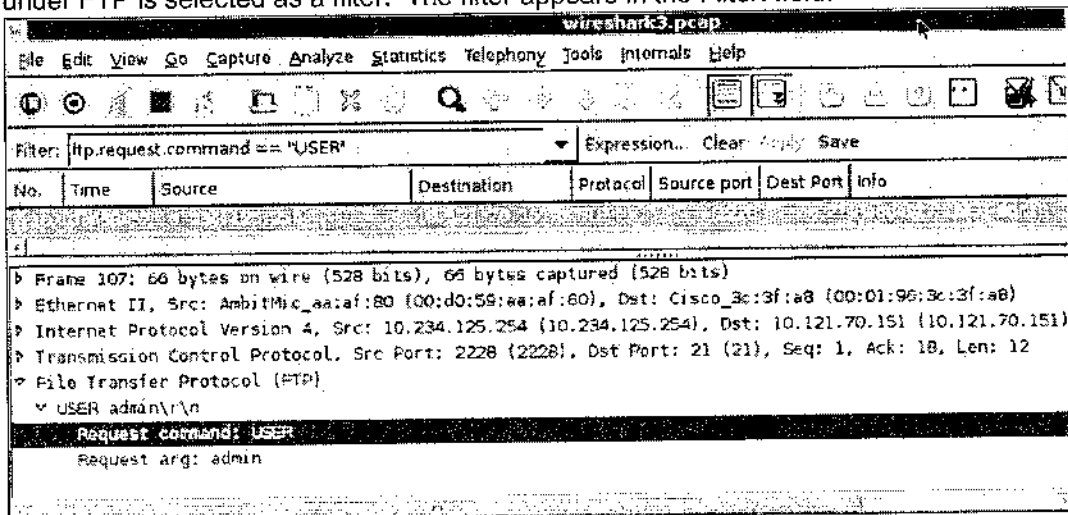 under FTP is selected as a filter. The filter appears in the Filter: field.
wireshark3.pcap
File Edit View Go Capture Analyze Statistics Telephony Tools Internals Help
Filter: ftp.request.command == "USER" Expression... Clear Apply Save
No. Time Source Destination Protocol Source port Dest Port Info
Frame 107: 66 bytes on wire (528 bits), 66 bytes captured (528 bits)
Ethernet II, Src: AmbitMic_aa:af:80 (00:d0:59:aa:af:80), Dst: Cisco_3c:3f:a8 (00:01:96:3c:3f:a8)
Internet Protocol Version 4, Src: 10.234.125.254 (10.234.125.254), Dst: 10.121.70.151 (10.121.70.151)
Transmission Control Protocol, Src Port: 2228 (2228), Dst Port: 21 (21), Seq: 1, Ack: 18, Len: 12
File Transfer Protocol (FTP)
USER admin\r\n
Request command: USER
Request arg: admin